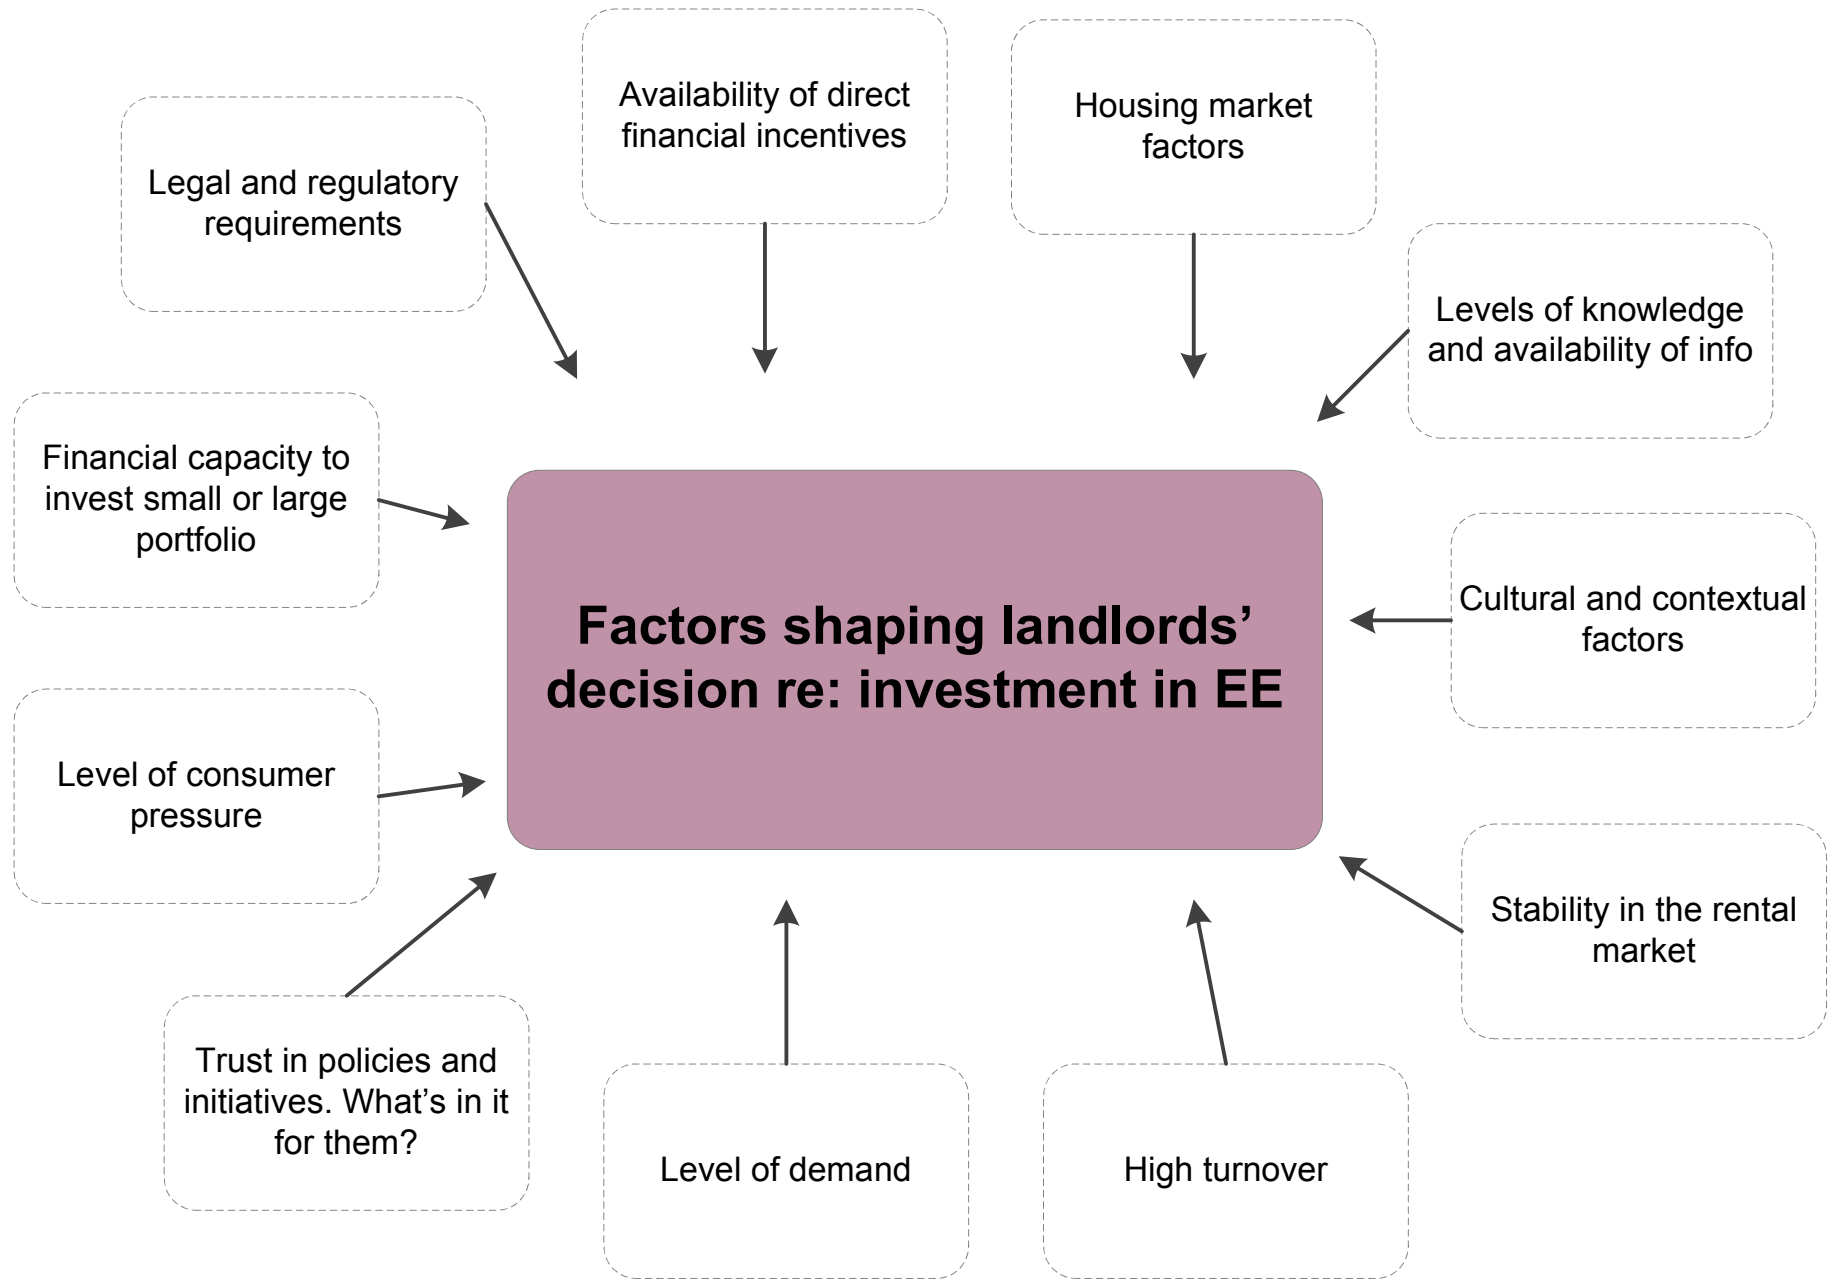 Availability of direct
financial incentives
Housing market
factors
Legal and regulatory
requirements
Levels of knowledge
and availability of info
Financial capacity to
invest small or large
portfolio
Factors shaping landlords’
decision re: investment in EE
Cultural and contextual
factors
Level of consumer
pressure
Stability in the rental
market
Trust in policies and
initiatives. What’s in it
for them?
Level of demand
High turnover